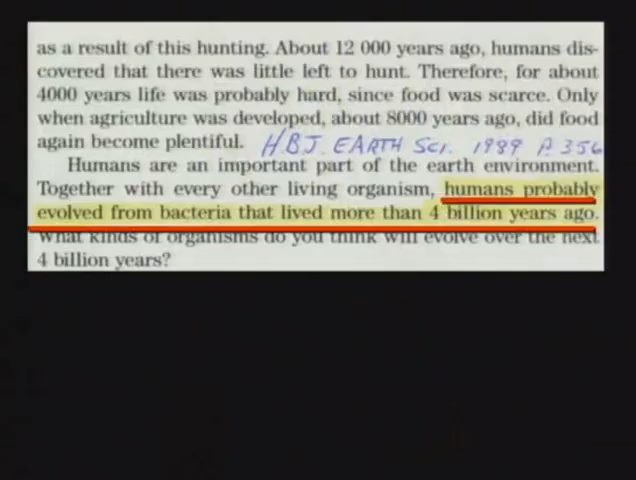 as a result of this hunting. About 12 000 years ago, humans dis-
covered that there was little left to hunt. Therefore, for about
4000 years life was probably hard, since food was scarce. Only
when agriculture was developed, about 8000 years ago, did food
again become plentiful. H.B.J. EARTH Sci. 1989 P. 356
Humans are an important part of the earth environment.
Together with every other living organism, humans probably
evolved from bacteria that lived more than 4 billion years ago.
What kinds of organisms do you think will evolve over the next
4 billion years?